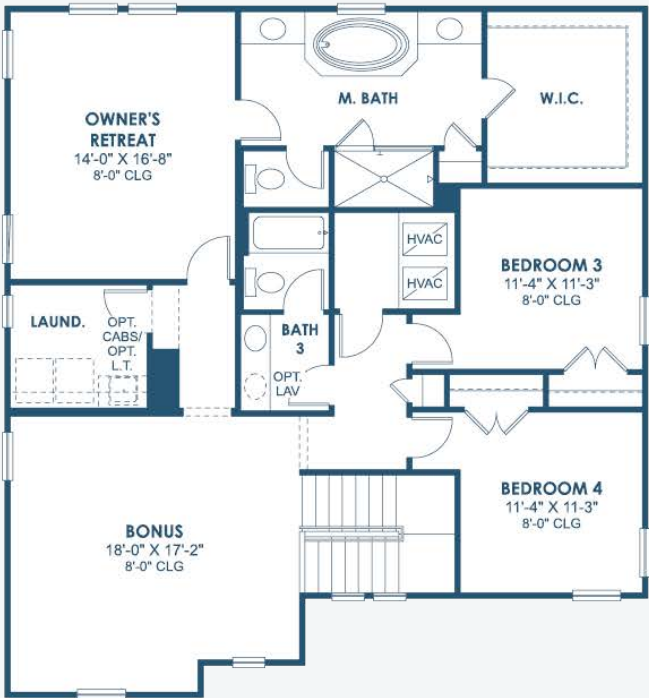 OWNER'S
RETREAT
14'-0" X 16'-8"
8'-0" CLG
M. BATH
W.I.C.
HVAC
HVAC
BEDROOM 3
11'-4" X 11'-3"
8'-0" CLG
LAUND.
OPT.
CABS/
OPT.
L.T.
BATH
3
OPT.
LAV
BEDROOM 4
11'-4" X 11-3"
8'-0" CLG
BONUS
18'-0" X 17'-2"
8'-0" CLG